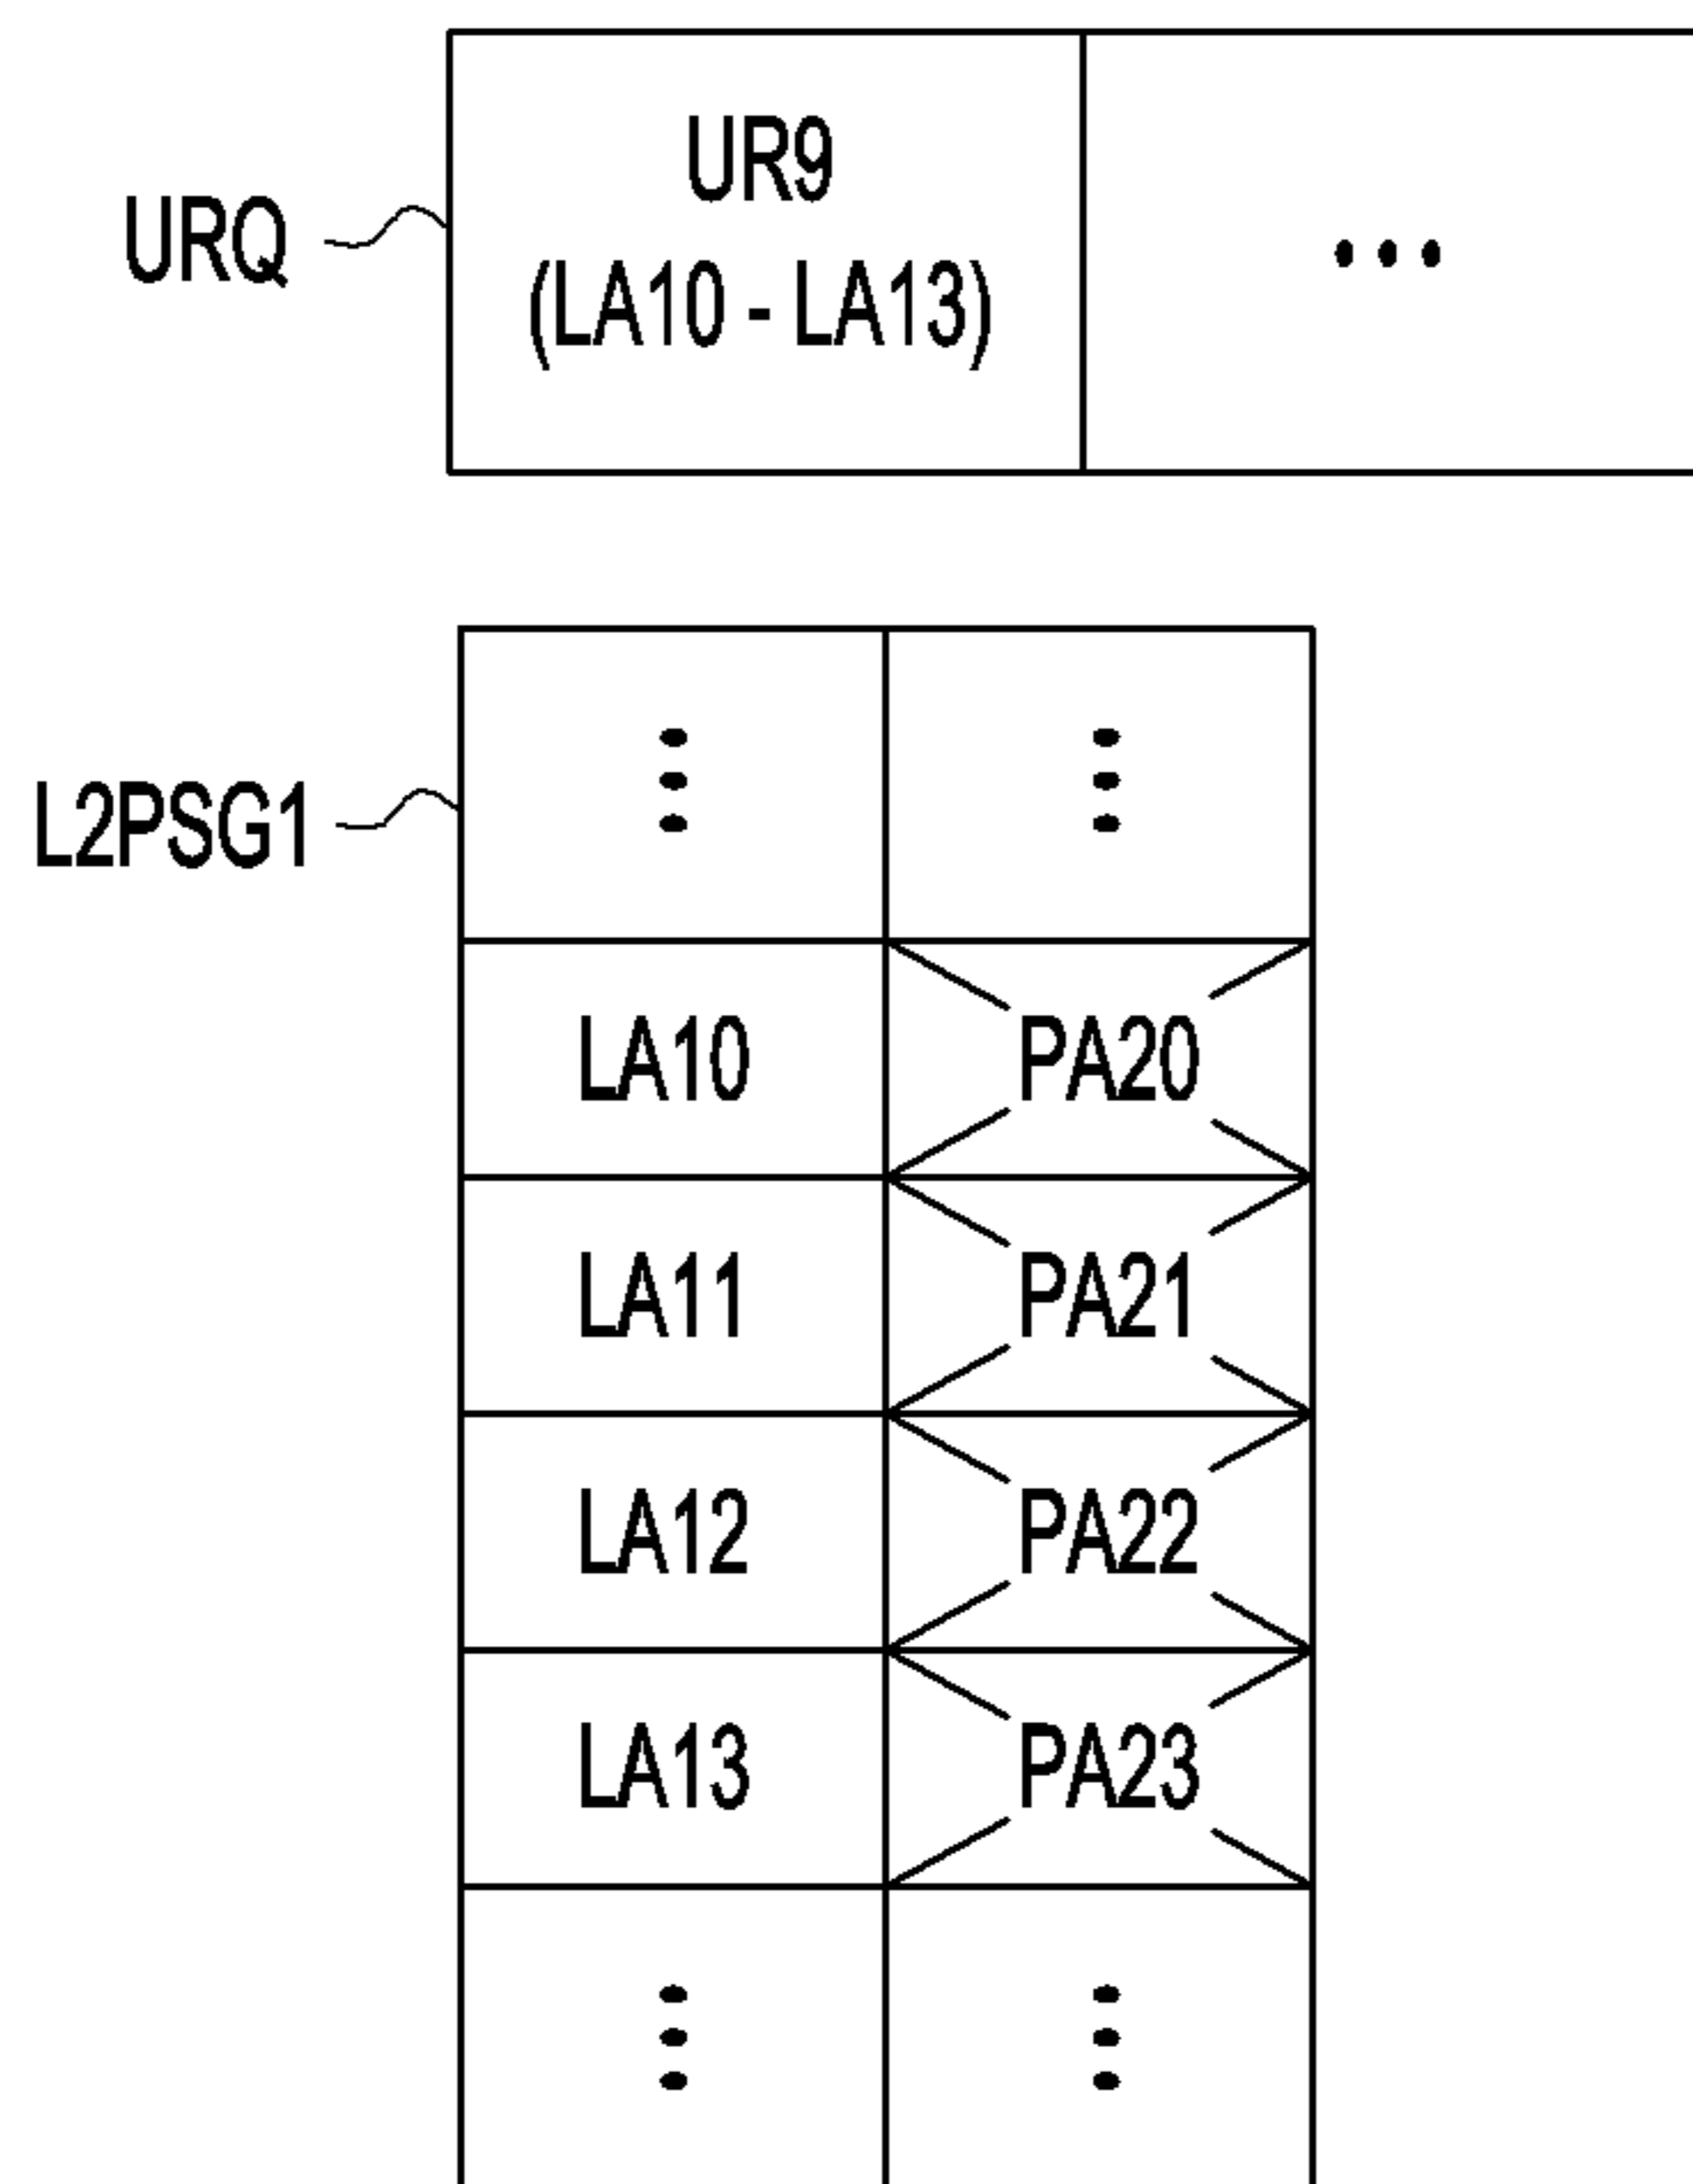 UR9
URQ
(LA10 - LA13)
...
L2PSG1
LA10 PA20
LA11 PA21
LA12 PA22
LA13 PA23